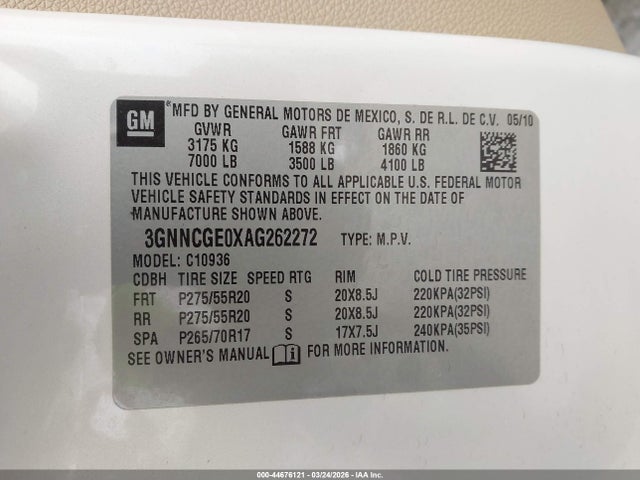 GM
MFD BY GENERAL MOTORS DE MEXICO, S. DE R.L. DE C.V. 05/10
GVWR GAWR FRT GAWR RR
3175 KG 1588 KG 1860 KG
7000 LB 3500 LB 4100 LB
THIS VEHICLE CONFORMS TO ALL APPLICABLE U.S. FEDERAL MOTOR
VEHICLE SAFETY STANDARDS IN EFFECT ON THE DATE OF
MANUFACTURE SHOWN ABOVE.
3GNNCGE0XAG262272 TYPE: M.P.V.
MODEL: C10936
CDBH TIRE SIZE SPEED RTG RIM COLD TIRE PRESSURE
FRT P275/55R20 S 20X8.5J 220KPA(32PSI)
RR P275/55R20 S 20X8.5J 220KPA(32PSI)
SPA P265/70R17 S 17X7.5J 240KPA(35PSI)
SEE OWNER'S MANUAL i FOR MORE INFORMATION.
000-44676121 - 03/24/2026 - IAA Inc.